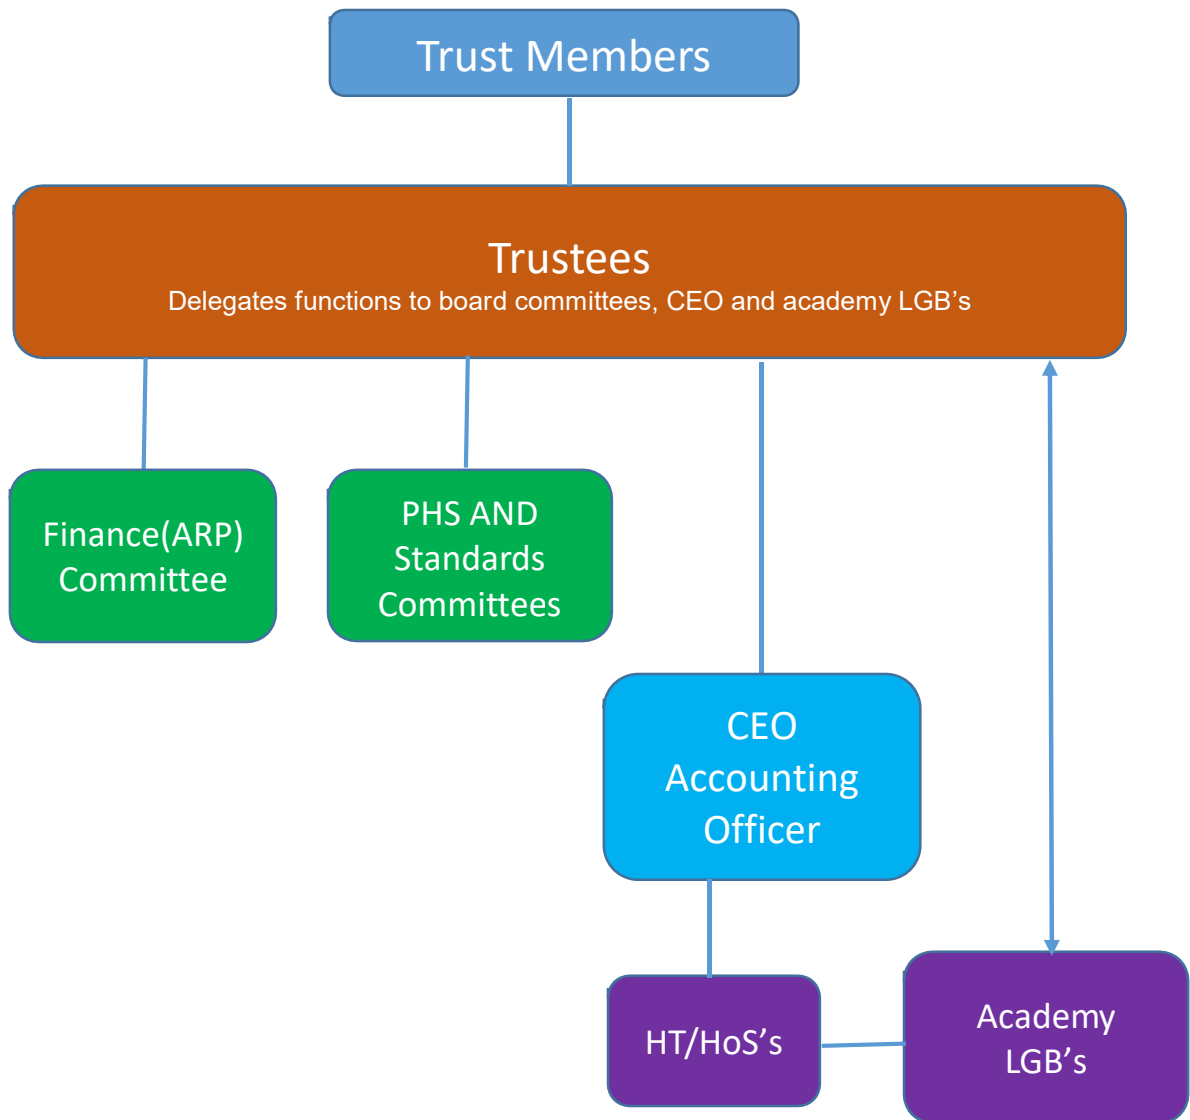 Trust Members
Trustees
Delegates functions to board committees, CEO and academy LGB’s
Finance(ARP)
Committee
PHS AND
Standards
Committees
CEO
Accounting
Officer
HT/HoS’s
Academy
LGB’s